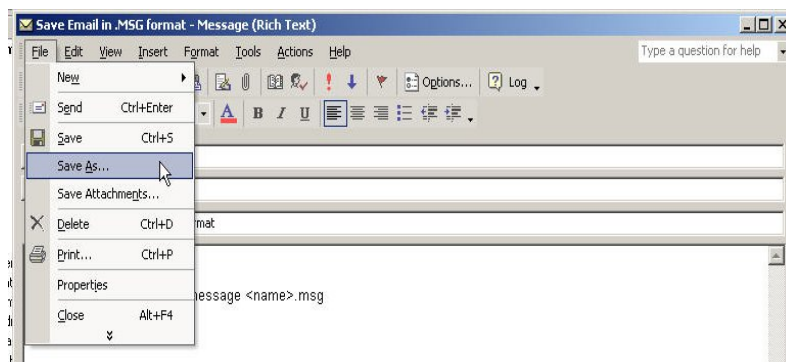 Save Email in .MSG format - Message (Rich Text)
File Edit View Insert Format Tools Actions Help
Type a question for help
New
Options... Log
Send Ctrl+Enter
A B I U
Save Ctrl+S
Save As...
Save Attachments...
Delete Ctrl+D
mat
Print... Ctrl+P
Properties
essage <name>.msg
Close Alt+F4